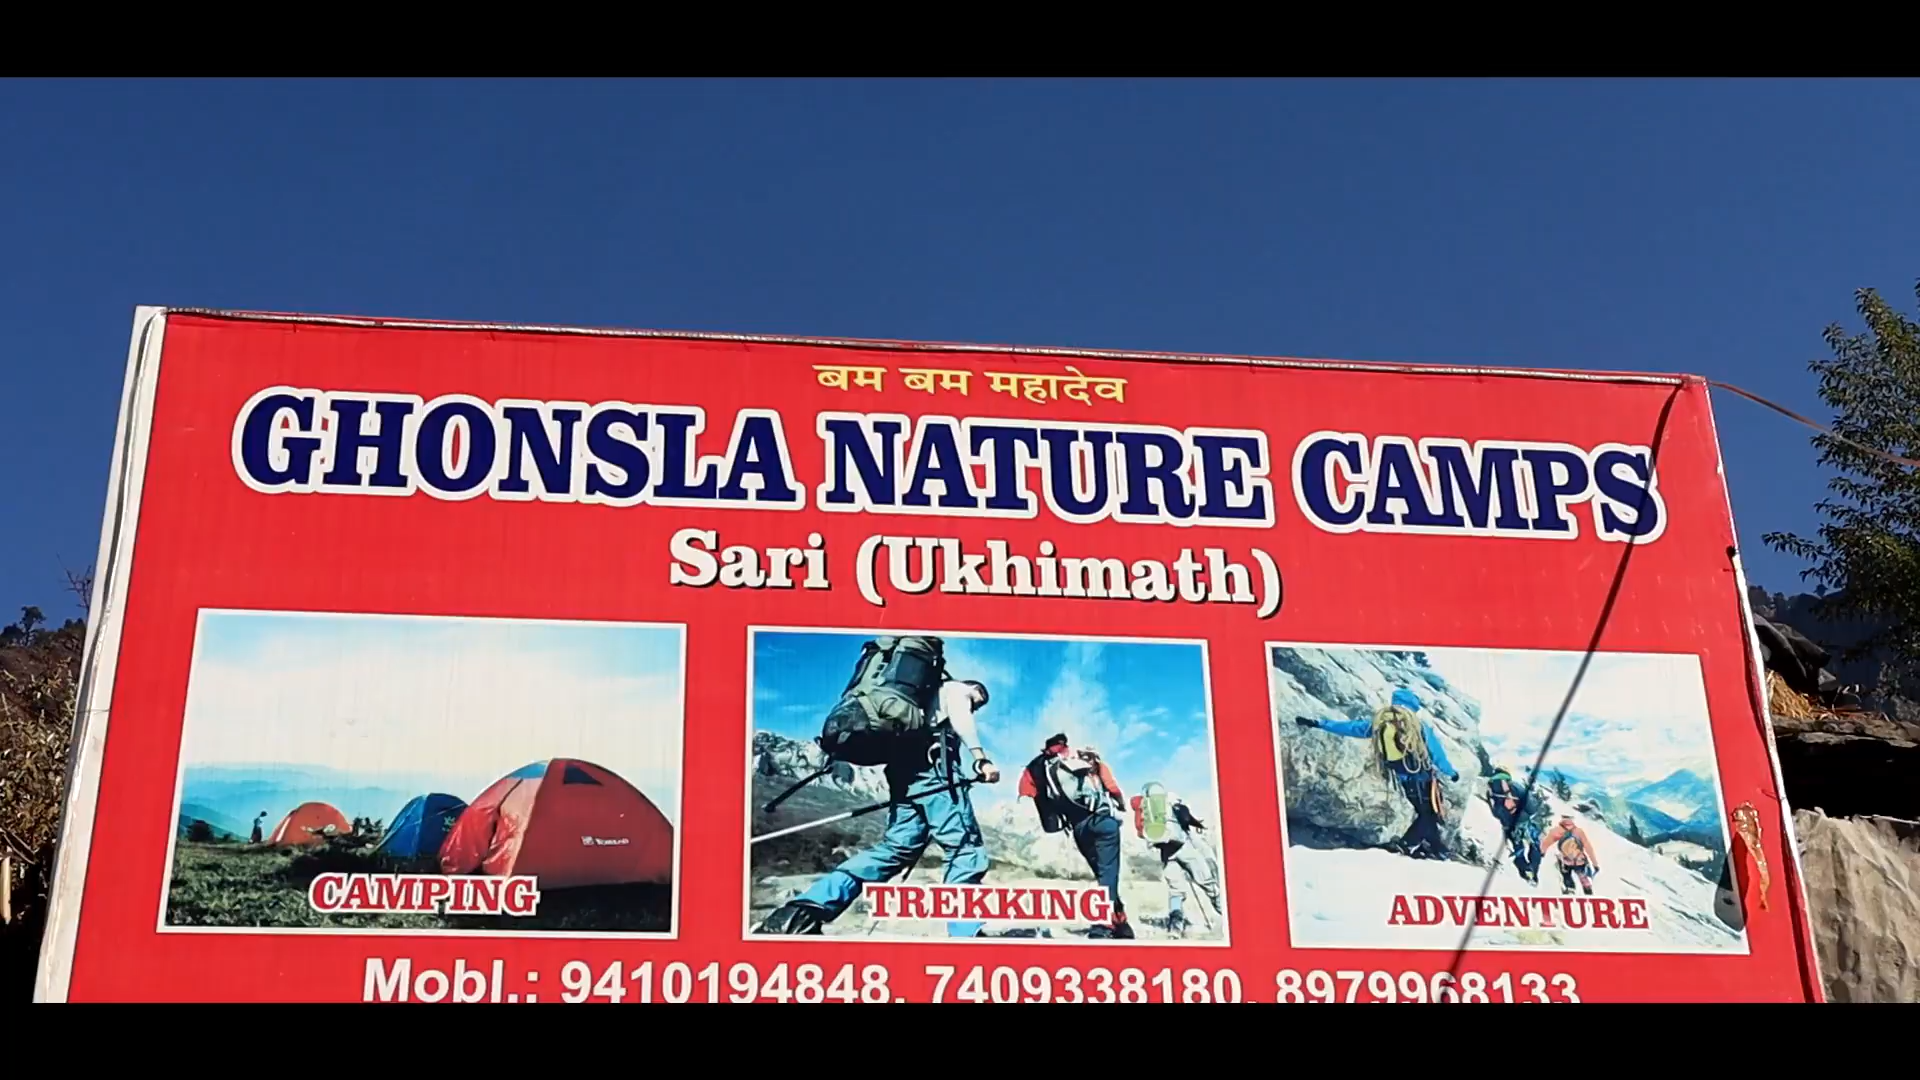 बम बम महादेव
GHONSLA NATURE CAMPS
Sari (Ukhimath)
CAMPING
TREKKING
ADVENTURE
Mobl.: 9410194848, 7409338180, 8979968133